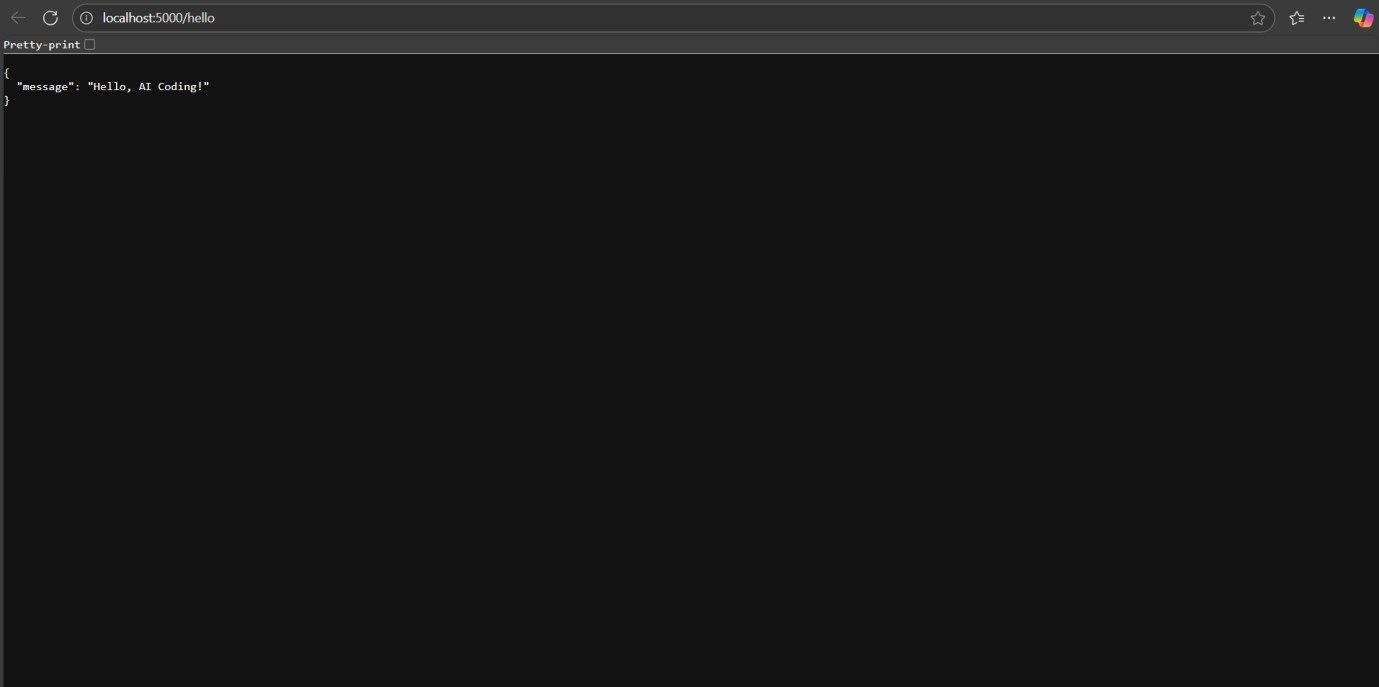 localhost:5000/hello
Pretty-print
{
  "message": "Hello, AI Coding!"
}